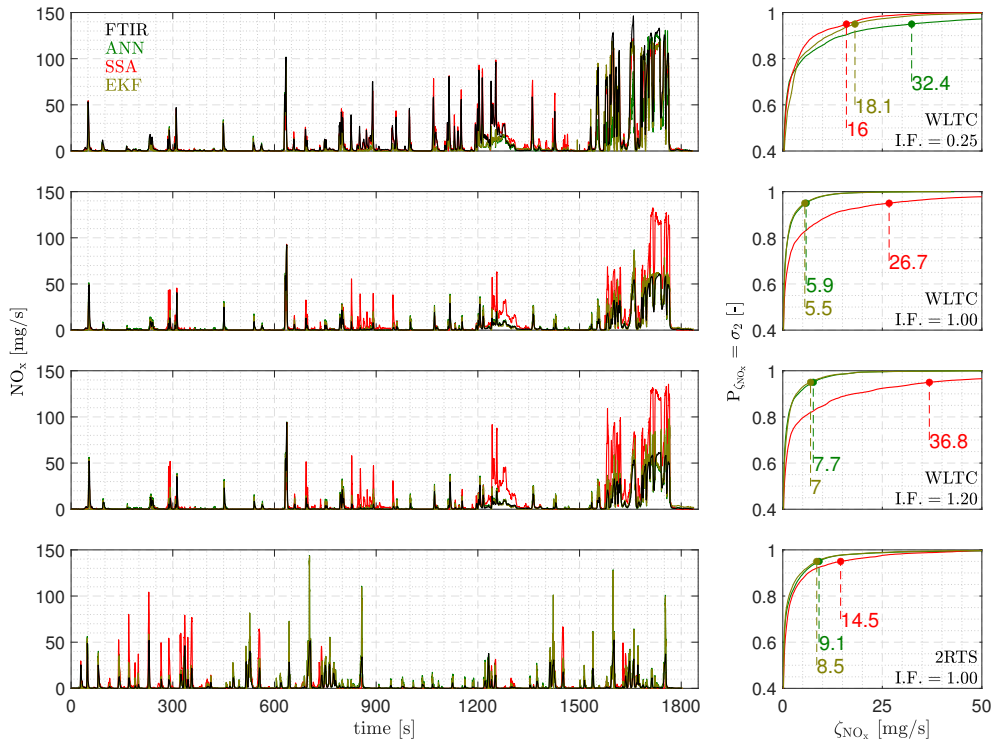 150
100
50
0
FTIR
ANN
SSA
EKF
1
0.8
0.6
0.4
32.4
18.1
16
WLTC
I.F. = 0.25
150
100
50
0
1
0.8
0.6
0.4
26.7
5.9
5.5
WLTC
I.F. = 1.00
NOx [mg/s]
P_ζNOx = σ2 [-]
150
100
50
0
1
0.8
0.6
0.4
36.8
7.7
7
WLTC
I.F. = 1.20
150
100
50
0
0 300 600 900 1200 1500 1800
time [s]
1
0.8
0.6
0.4
14.5
9.1
8.5
2RTS
I.F. = 1.00
0 25 50
ζNOx [mg/s]